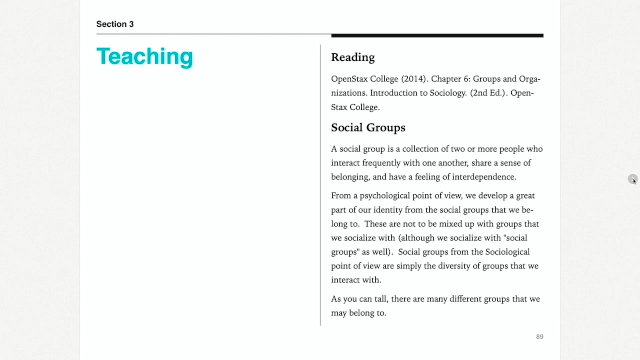 Section 3
Teaching
Reading
OpenStax College (2014). Chapter 6: Groups and Orga-
nizations. Introduction to Sociology. (2nd Ed.). Open-
Stax College.
Social Groups
A social group is a collection of two or more people who
interact frequently with one another, share a sense of
belonging, and have a feeling of interdependence.
From a psychological point of view, we develop a great
part of our identity from the social groups that we be-
long to. These are not to be mixed up with groups that
we socialize with (although we socialize with "social
groups" as well). Social groups from the Sociological
point of view are simply the diversity of groups that we
interact with.
As you can tall, there are many different groups that we
may belong to.
89